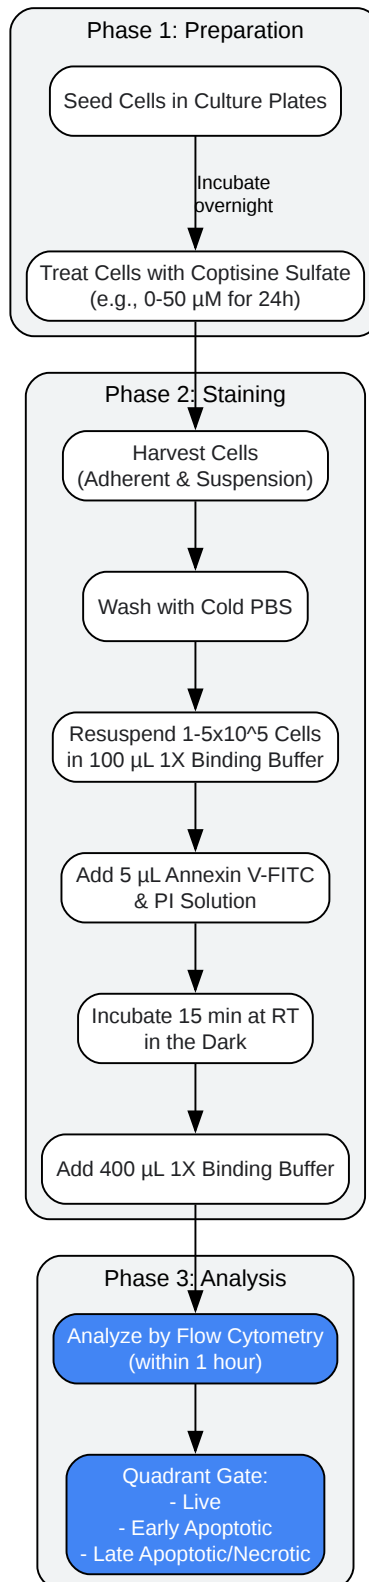 Phase 1: Preparation
Seed Cells in Culture Plates
Incubate
overnight
Treat Cells with Coptisine Sulfate
(e.g., 0-50 µM for 24h)
Phase 2: Staining
Harvest Cells
(Adherent & Suspension)
Wash with Cold PBS
Resuspend 1-5x10^5 Cells
in 100 µL 1X Binding Buffer
Add 5 µL Annexin V-FITC
& PI Solution
Incubate 15 min at RT
in the Dark
Add 400 µL 1X Binding Buffer
Phase 3: Analysis
Analyze by Flow Cytometry
(within 1 hour)
Quadrant Gate:
- Live
- Early Apoptotic
- Late Apoptotic/Necrotic